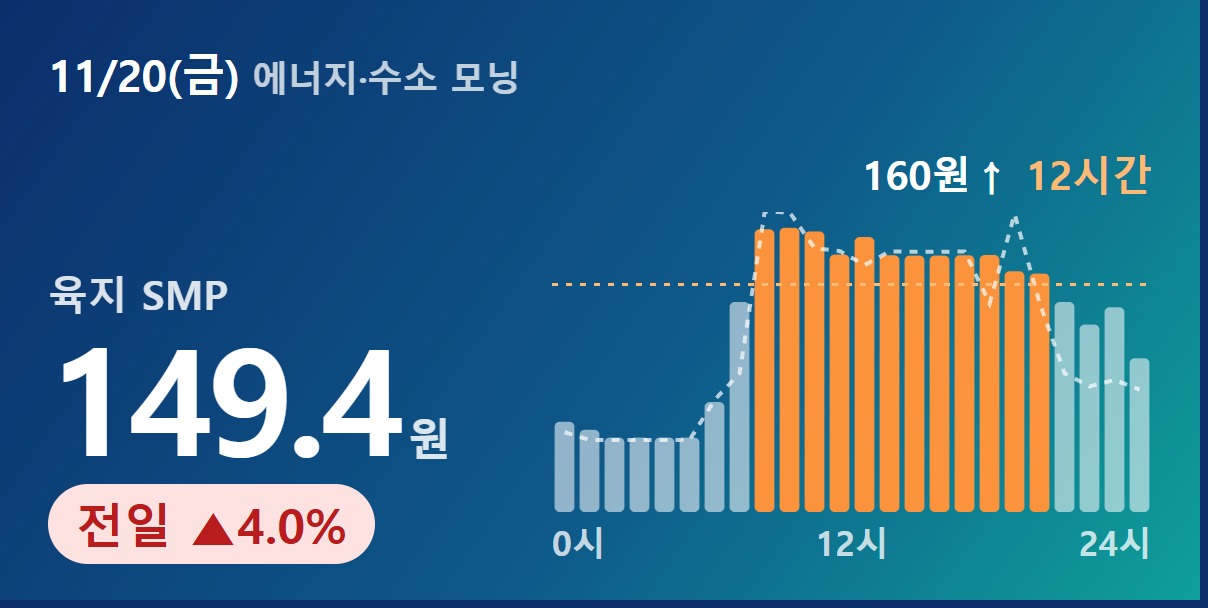 11/20(금) 에너지·수소 모닝
160원 ↑ 12시간
육지 SMP
149.4원
전일 ▲4.0%
0시 12시 24시